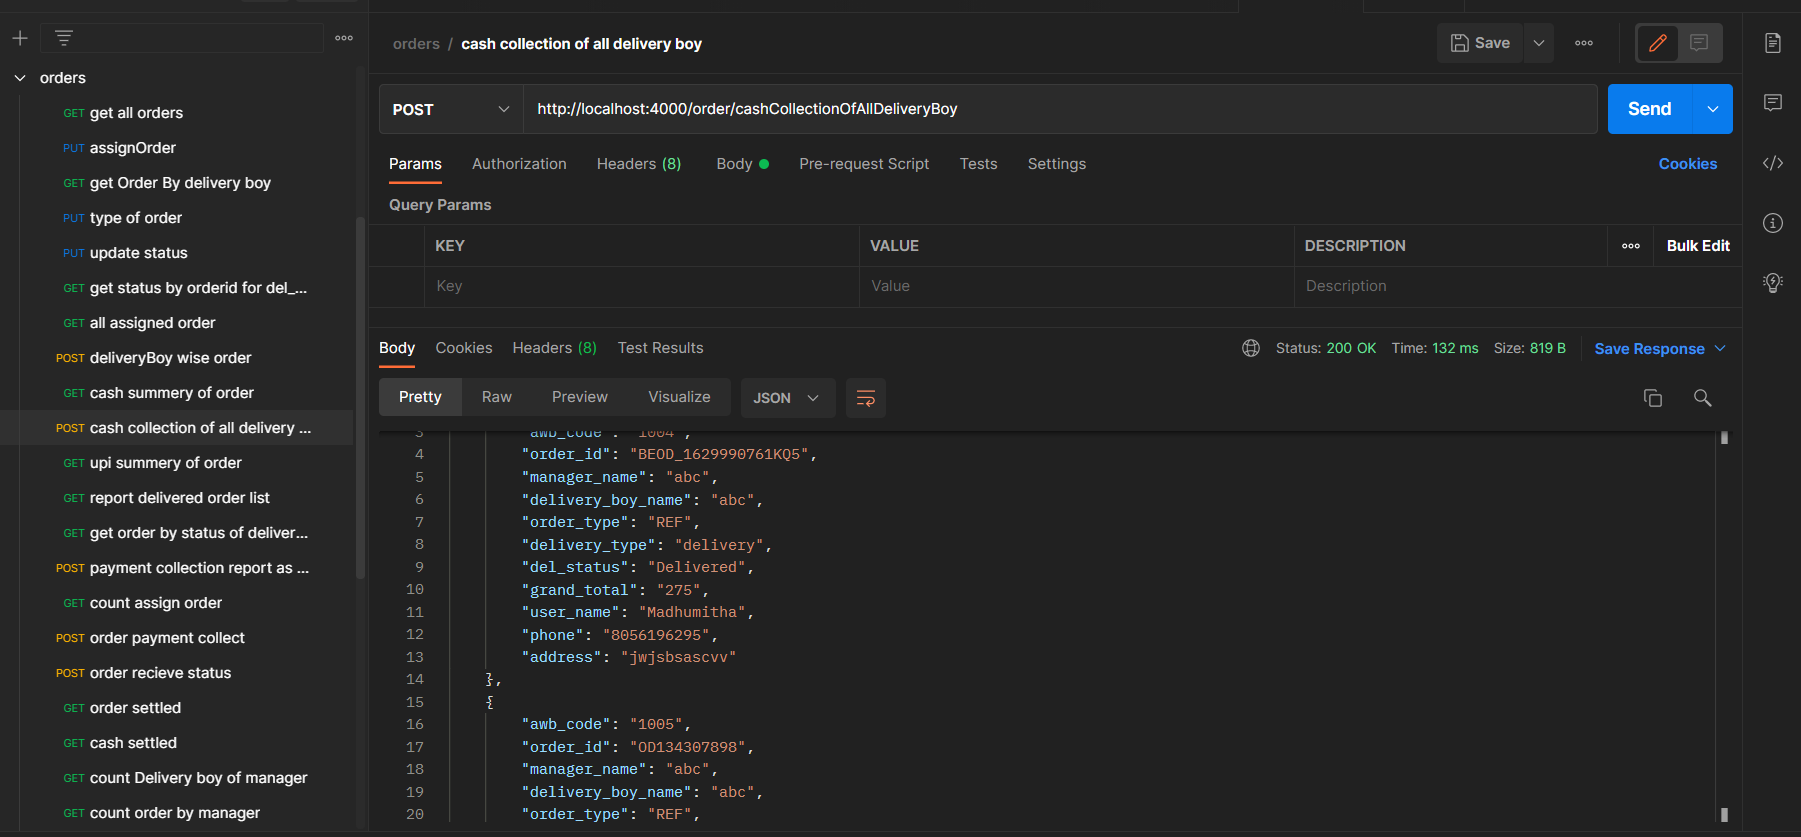 orders / cash collection of all delivery boy
Save
orders
GET get all orders
PUT assignOrder
GET get Order By delivery boy
PUT type of order
PUT update status
GET get status by orderid for del_...
GET all assigned order
POST deliveryBoy wise order
GET cash summery of order
POST cash collection of all delivery ...
GET upi summery of order
GET report delivered order list
GET get order by status of deliver...
POST payment collection report as ...
GET count assign order
POST order payment collect
POST order recieve status
GET order settled
GET cash settled
GET count Delivery boy of manager
GET count order by manager
POST http://localhost:4000/order/cashCollectionOfAllDeliveryBoy Send
Params Authorization Headers (8) Body Pre-request Script Tests Settings Cookies
Query Params
KEY VALUE DESCRIPTION Bulk Edit
Key Value Description
Body Cookies Headers (8) Test Results Status: 200 OK Time: 132 ms Size: 819 B Save Response
Pretty Raw Preview Visualize JSON
3 "awb_code": "1004",
4 "order_id": "BEOD_1629990761KQ5",
5 "manager_name": "abc",
6 "delivery_boy_name": "abc",
7 "order_type": "REF",
8 "delivery_type": "delivery",
9 "del_status": "Delivered",
10 "grand_total": "275",
11 "user_name": "Madhumitha",
12 "phone": "8056196295",
13 "address": "jwjsbsascvv"
14 },
15 {
16 "awb_code": "1005",
17 "order_id": "OD134307898",
18 "manager_name": "abc",
19 "delivery_boy_name": "abc",
20 "order_type": "REF",